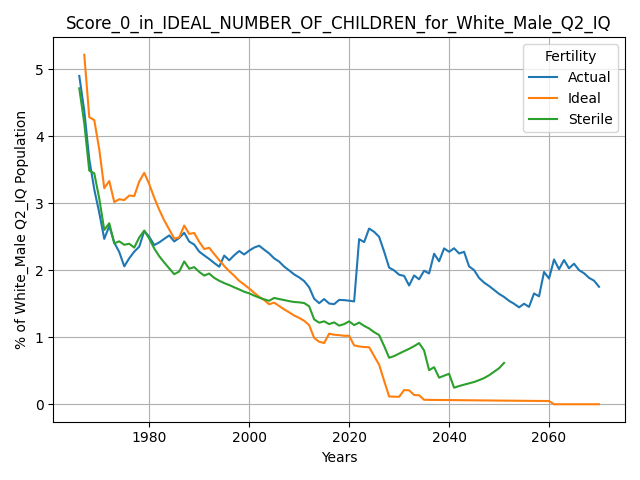 Score_0_in_IDEAL_NUMBER_OF_CHILDREN_for_White_Male_Q2_IQ
Fertility
Actual
Ideal
Sterile
% of White_Male Q2_IQ Population
5
4
3
2
1
0
1980
2000
2020
2040
2060
Years